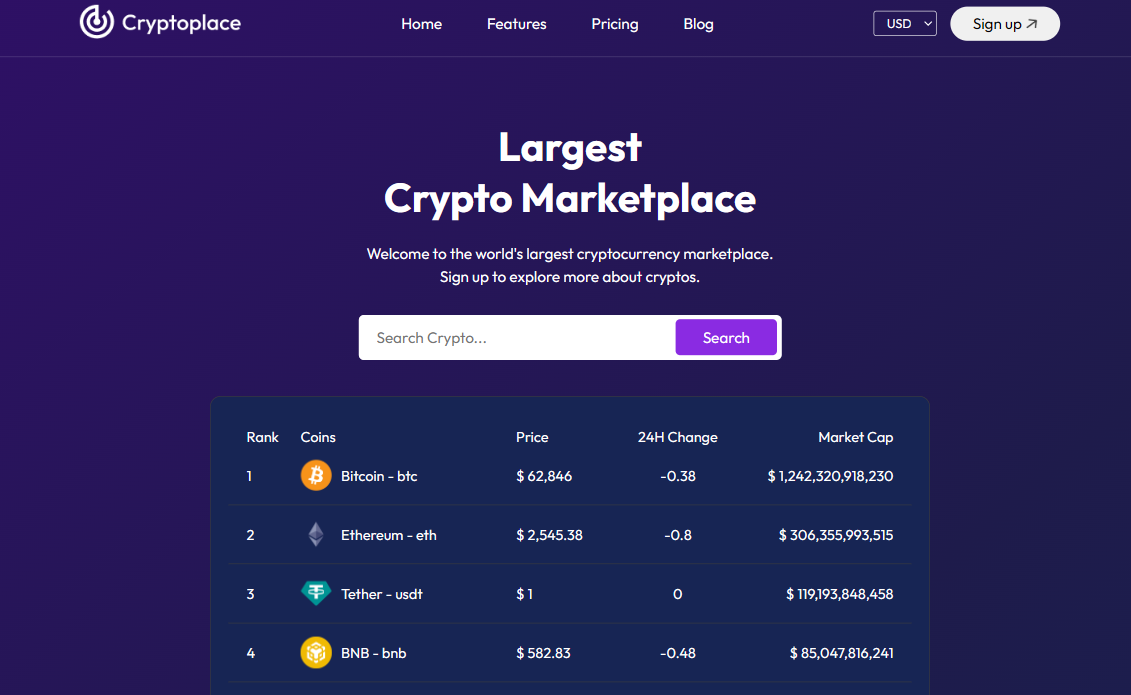 Cryptoplace Home Features Pricing Blog USD Sign up
Largest
Crypto Marketplace
Welcome to the world's largest cryptocurrency marketplace.
Sign up to explore more about cryptos.
Search Crypto... Search
Rank Coins Price 24H Change Market Cap
1 Bitcoin - btc $ 62,846 -0.38 $ 1,242,320,918,230
2 Ethereum - eth $ 2,545.38 -0.8 $ 306,355,993,515
3 Tether - usdt $ 1 0 $ 119,193,848,458
4 BNB - bnb $ 582.83 -0.48 $ 85,047,816,241